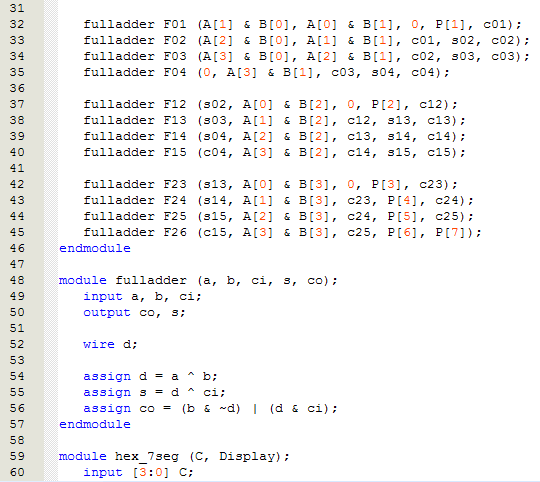 31
32 fulladder F01 (A[1] & B[0], A[0] & B[1], 0, P[1], c01);
33 fulladder F02 (A[2] & B[0], A[1] & B[1], c01, s02, c02);
34 fulladder F03 (A[3] & B[0], A[2] & B[1], c02, s03, c03);
35 fulladder F04 (0, A[3] & B[1], c03, s04, c04);
36
37 fulladder F12 (s02, A[0] & B[2], 0, P[2], c12);
38 fulladder F13 (s03, A[1] & B[2], c12, s13, c13);
39 fulladder F14 (s04, A[2] & B[2], c13, s14, c14);
40 fulladder F15 (c04, A[3] & B[2], c14, s15, c15);
41
42 fulladder F23 (s13, A[0] & B[3], 0, P[3], c23);
43 fulladder F24 (s14, A[1] & B[3], c23, P[4], c24);
44 fulladder F25 (s15, A[2] & B[3], c24, P[5], c25);
45 fulladder F26 (c15, A[3] & B[3], c25, P[6], P[7]);
46 endmodule
47
48 module fulladder (a, b, ci, s, co);
49 input a, b, ci;
50 output co, s;
51
52 wire d;
53
54 assign d = a ^ b;
55 assign s = d ^ ci;
56 assign co = (b & ~d) | (d & ci);
57 endmodule
58
59 module hex_7seg (C, Display);
60 input [3:0] C;